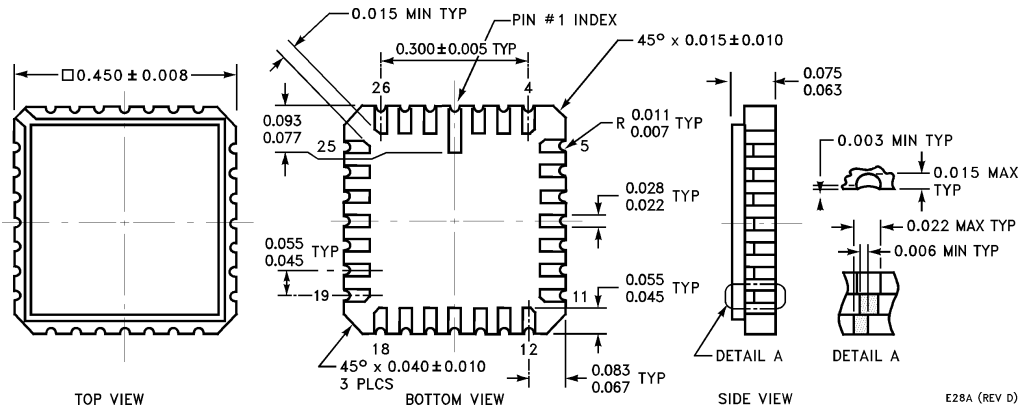 0.015 MIN TYP
PIN #1 INDEX
0.300±0.005 TYP
45° x 0.015±0.010
□0.450±0.008
26
4
0.075
0.063
0.093
0.077
R 0.011
0.007 TYP
25
5
0.003 MIN TYP
0.015 MAX
TYP
0.028
0.022 TYP
0.022 MAX TYP
0.006 MIN TYP
0.055
0.045 TYP
0.055
0.045 TYP
19
11
18
12
45° x 0.040±0.010
3 PLCS
0.083
0.067 TYP
DETAIL A
DETAIL A
TOP VIEW
BOTTOM VIEW
SIDE VIEW
E28A (REV D)